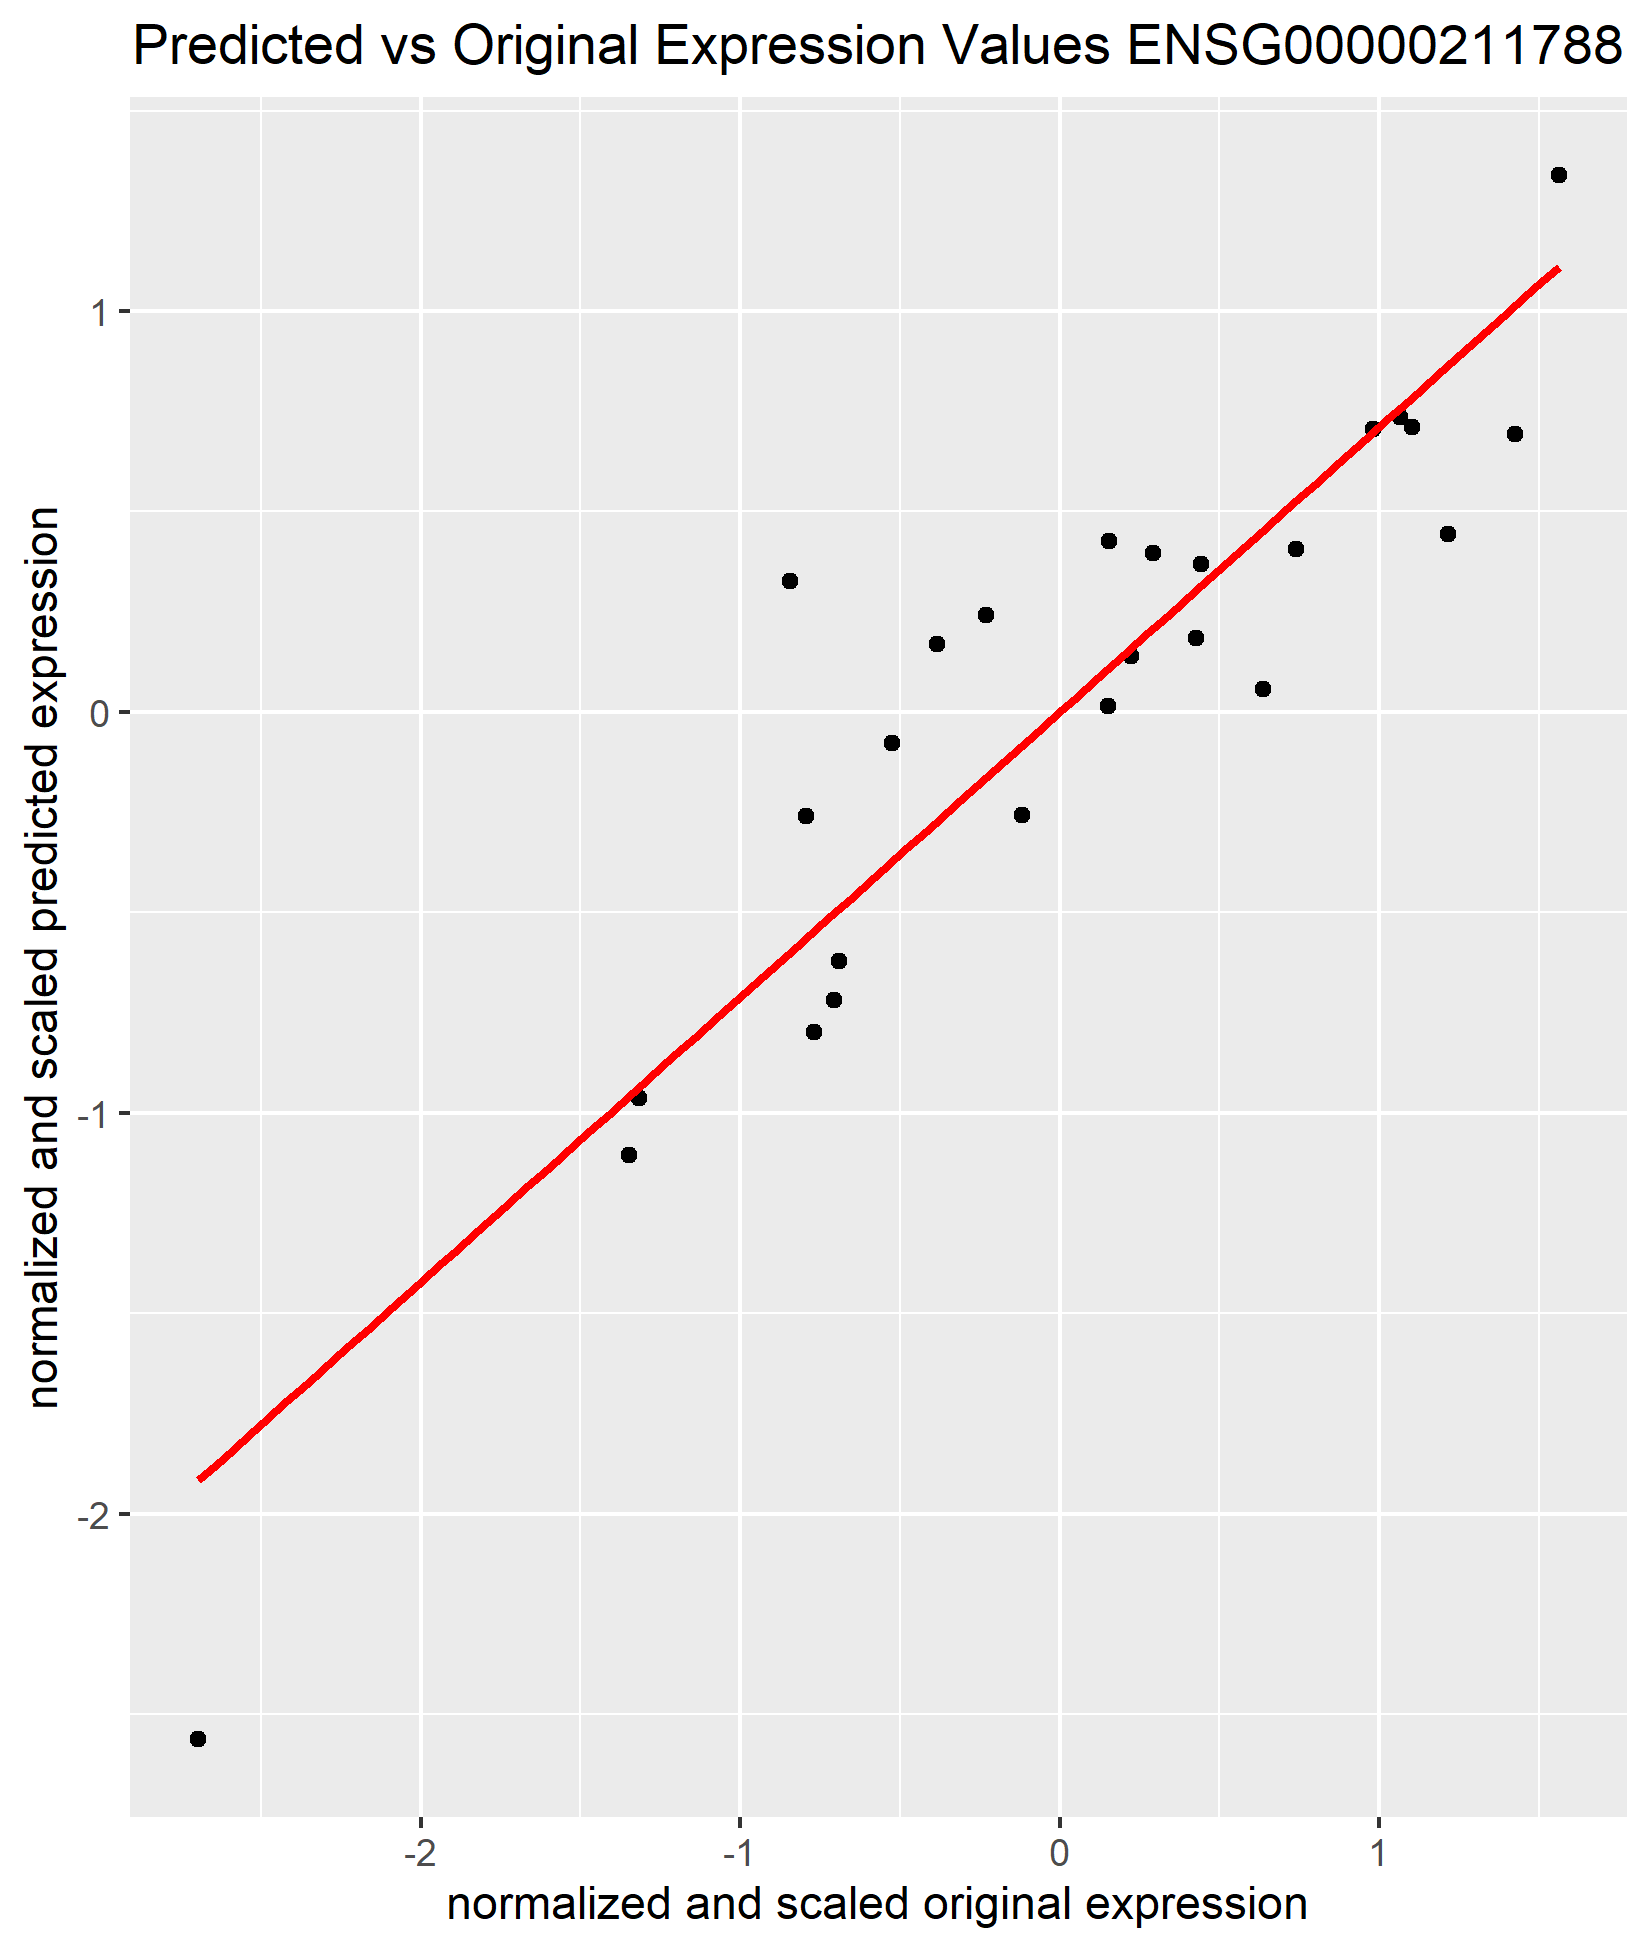 Predicted vs Original Expression Values ENSG00000211788
normalized and scaled predicted expression
1
0
-1
-2
-2
-1
0
1
normalized and scaled original expression